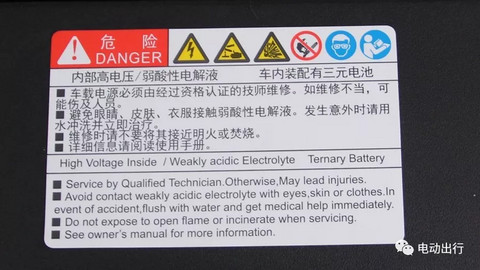 危 险
DANGER
内部高电压/弱酸性电解液 车内装配有三元电池
■ 车载电源必须由经过资格认证的技师维修。如维修不当，可
能伤及人员。
■ 避免眼睛、皮肤、衣服接触弱酸性电解液。发生意外时请用
水冲洗并立即治疗。
■ 维修时请不要将其接近明火或焚烧。
■ 详细信息请阅读使用手册。
High Voltage Inside / Weakly acidic Electrolyte Ternary Battery
■ Service by Qualified Technician.Otherwise,May lead injuries.
■ Avoid contact weakly acidic electrolyte with eyes,skin or clothes.In
event of accident,flush with water and get medical help immediately.
■ Do not expose to open flame or incinerate when servicing.
■ See owner's manual for more information.
电动出行